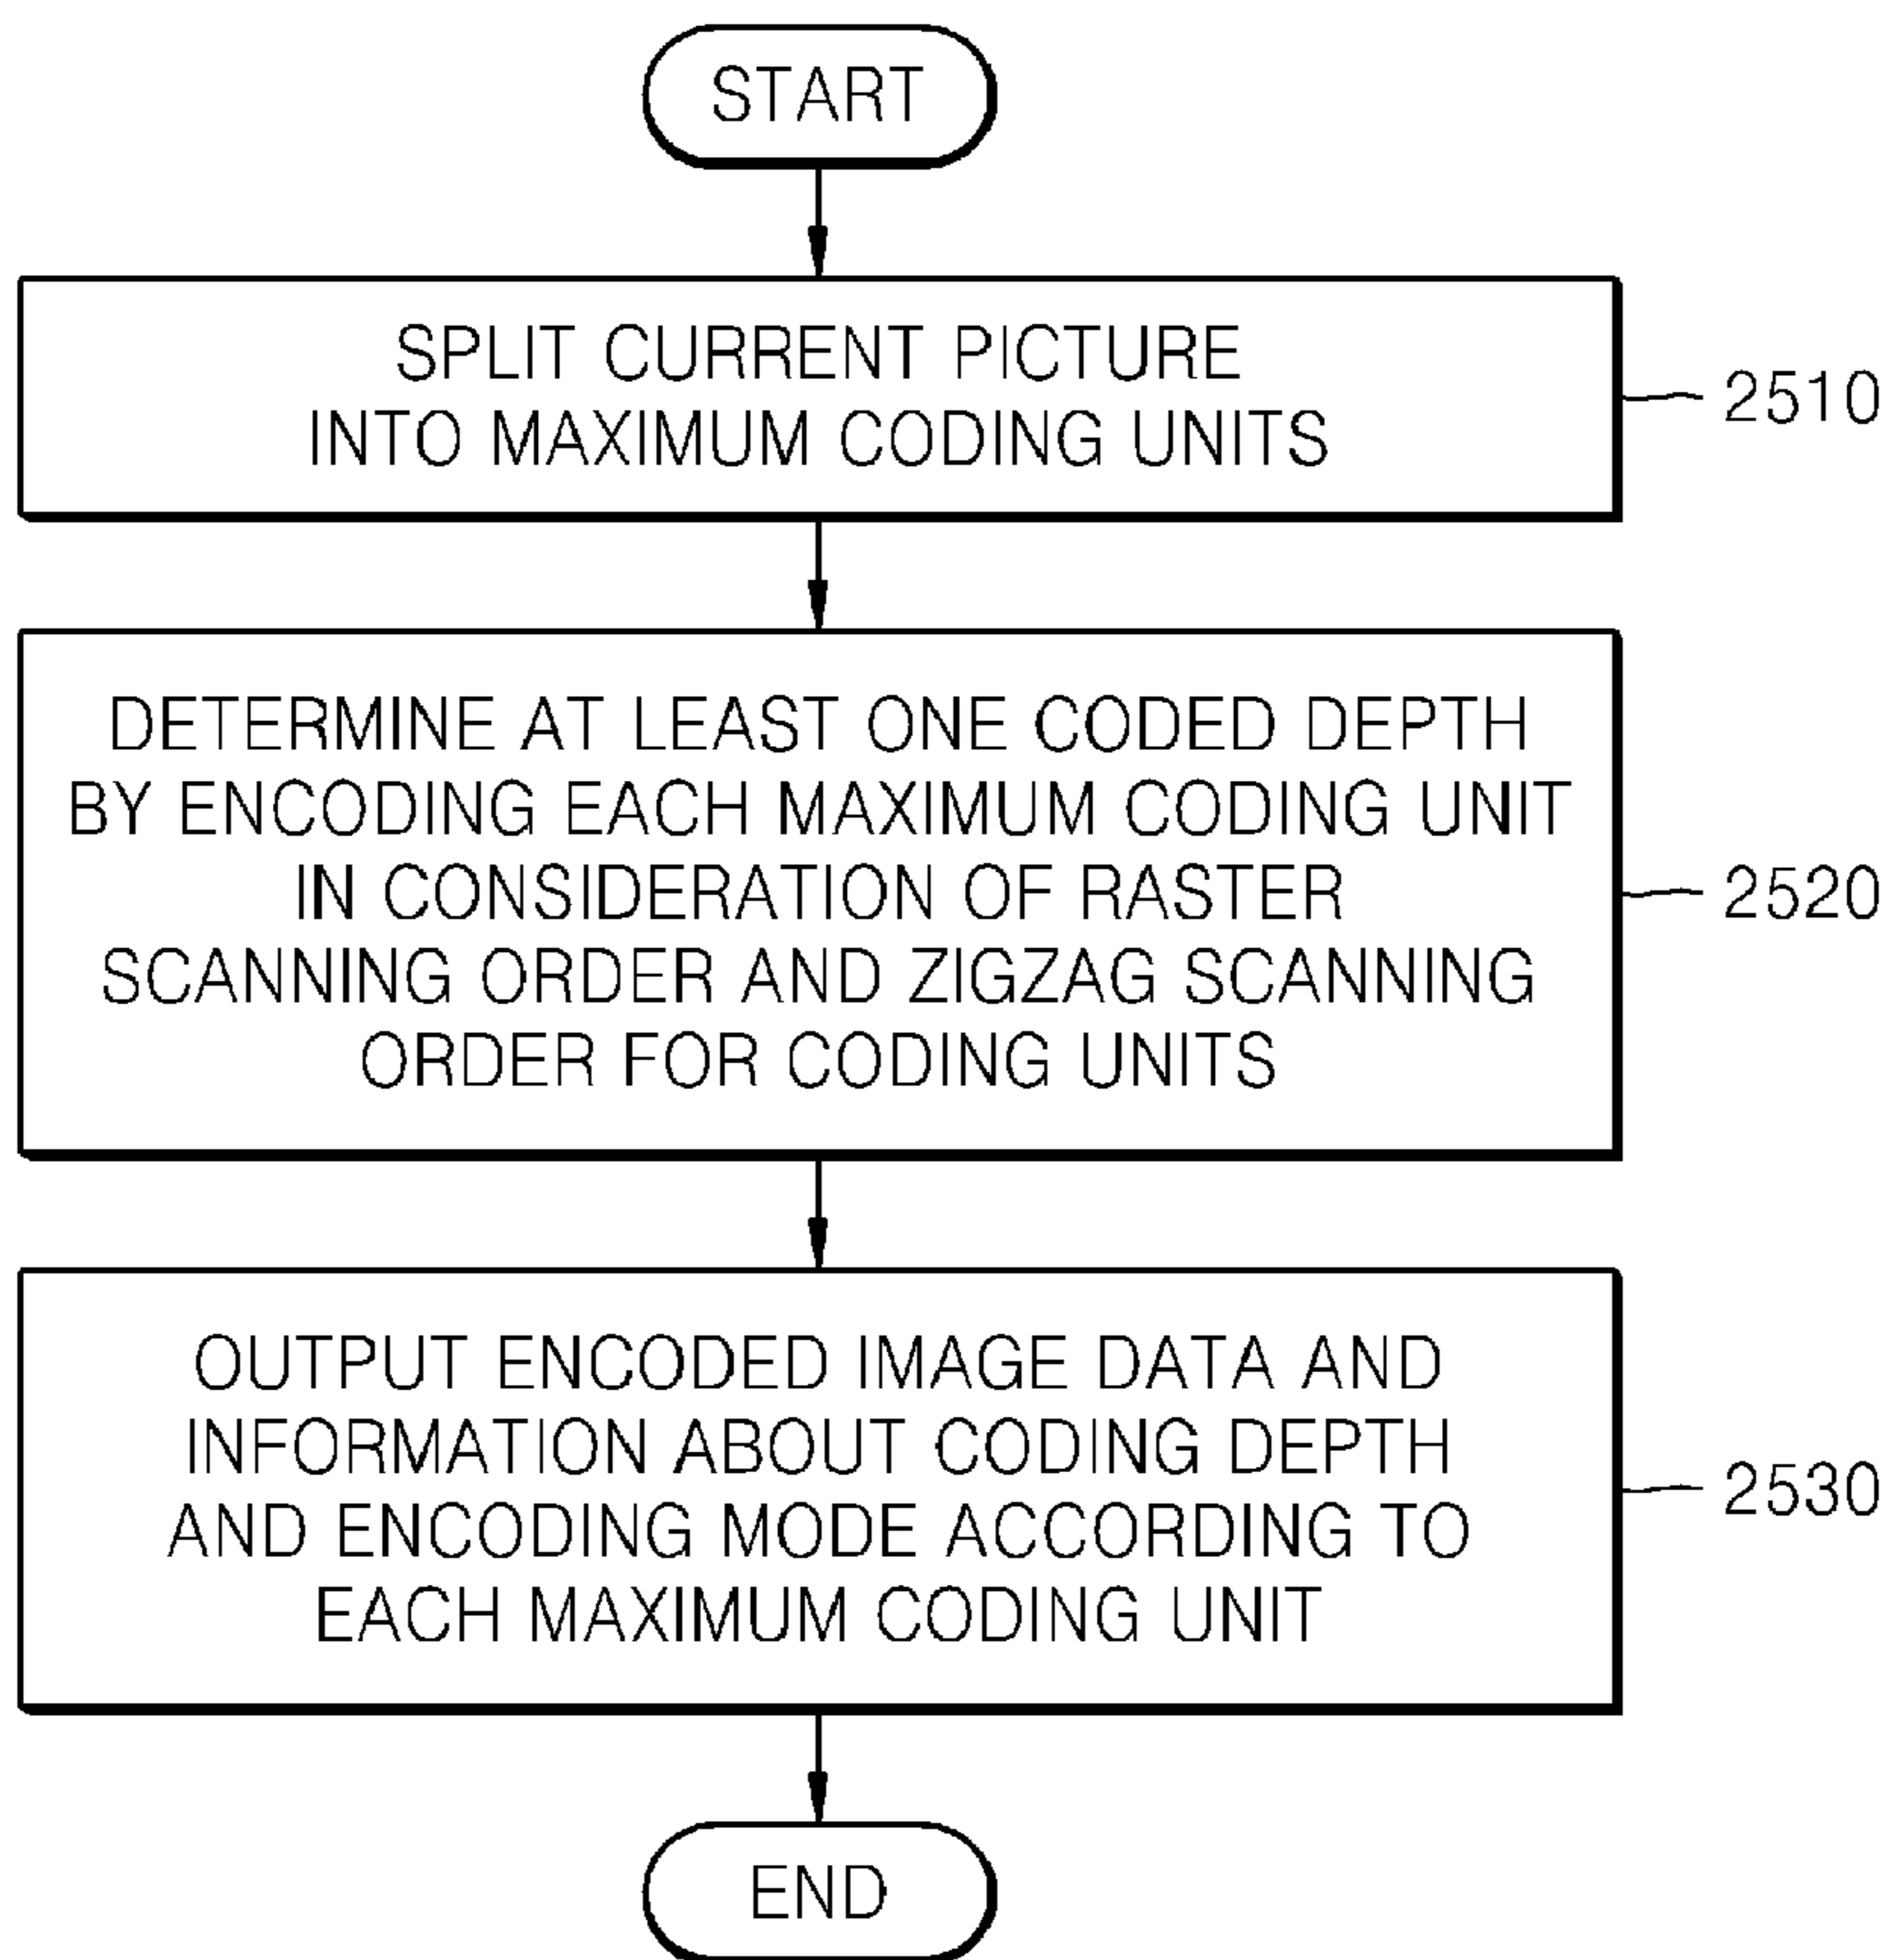 START
SPLIT CURRENT PICTURE
INTO MAXIMUM CODING UNITS
2510
DETERMINE AT LEAST ONE CODED DEPTH
BY ENCODING EACH MAXIMUM CODING UNIT
IN CONSIDERATION OF RASTER
SCANNING ORDER AND ZIGZAG SCANNING
ORDER FOR CODING UNITS
2520
OUTPUT ENCODED IMAGE DATA AND
INFORMATION ABOUT CODING DEPTH
AND ENCODING MODE ACCORDING TO
EACH MAXIMUM CODING UNIT
2530
END